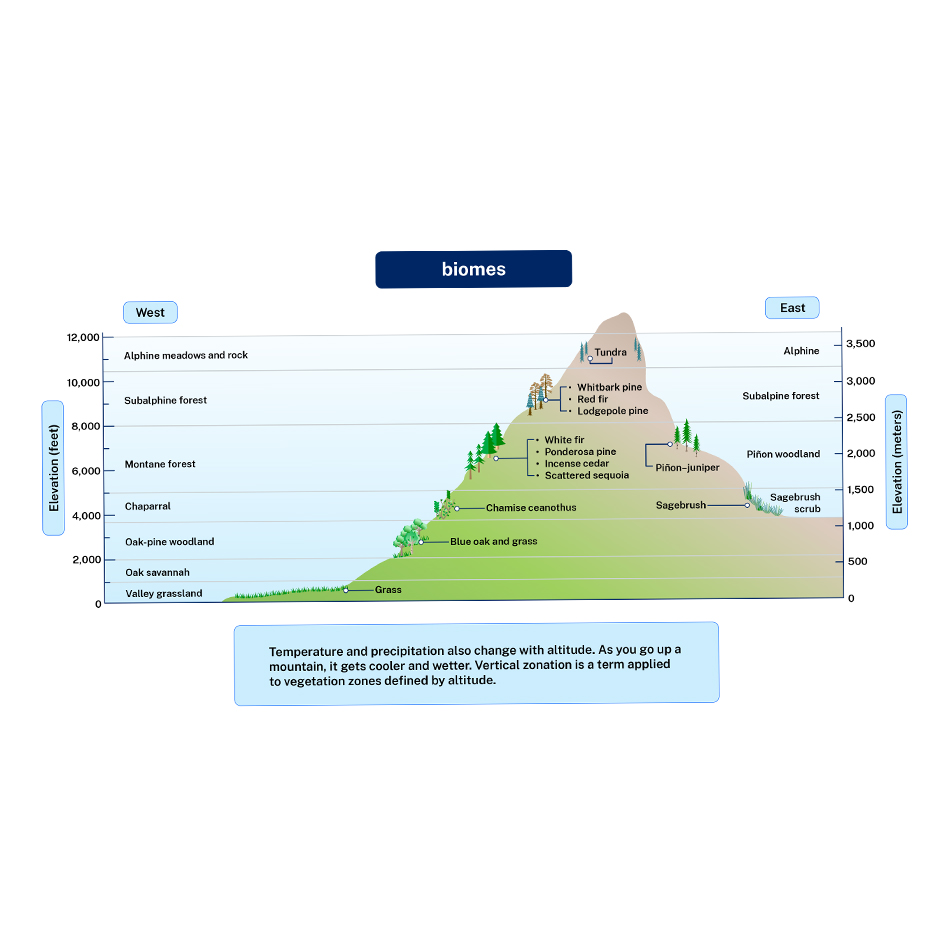 biomes
West
East
Elevation (feet)
12,000
10,000
8,000
6,000
4,000
2,000
0
Alphine meadows and rock
Subalphine forest
Montane forest
Chaparral
Oak-pine woodland
Oak savannah
Valley grassland
Tundra
• Whitbark pine
• Red fir
• Lodgepole pine
• White fir
• Ponderosa pine
• Incense cedar
• Scattered sequoia
Chamise ceanothus
Blue oak and grass
Grass
Piñon–juniper
Sagebrush
Alphine
Subalpine forest
Piñon woodland
Sagebrush
scrub
3,500
3,000
2,500
2,000
1,500
1,000
500
0
Elevation (meters)
Temperature and precipitation also change with altitude. As you go up a
mountain, it gets cooler and wetter. Vertical zonation is a term applied
to vegetation zones defined by altitude.